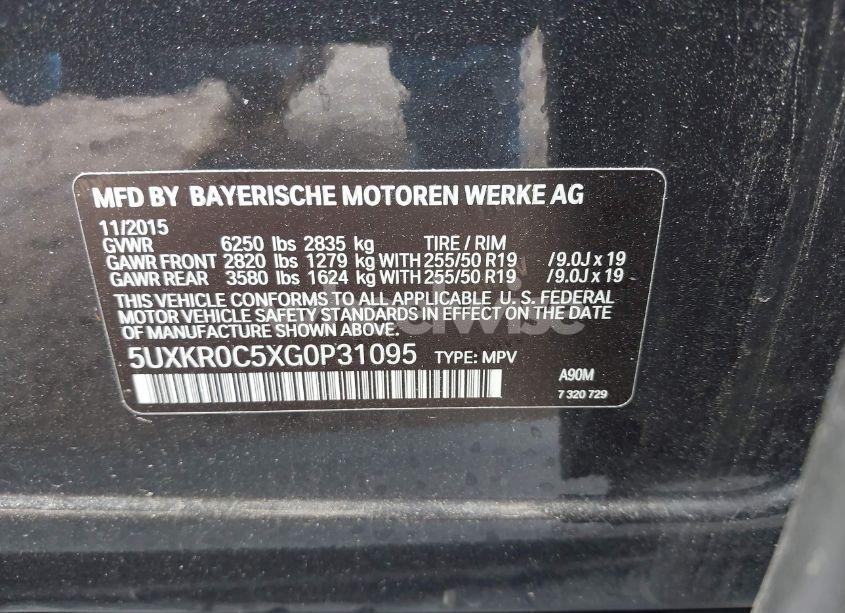 MFD BY BAYERISCHE MOTOREN WERKE AG
11/2015
GVWR 6250 lbs 2835 kg TIRE / RIM
GAWR FRONT 2820 lbs 1279 kg WITH 255/50 R19 / 9.0J x 19
GAWR REAR 3580 lbs 1624 kg WITH 255/50 R19 / 9.0J x 19
THIS VEHICLE CONFORMS TO ALL APPLICABLE U. S. FEDERAL
MOTOR VEHICLE SAFETY STANDARDS IN EFFECT ON THE DATE
OF MANUFACTURE SHOWN ABOVE.
5UXKR0C5XG0P31095 TYPE: MPV
A90M
7 320 729